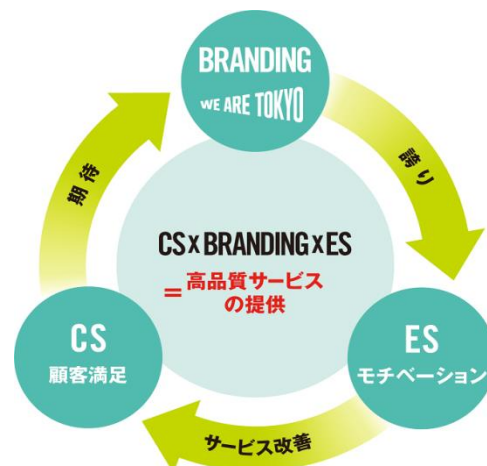 BRANDING
WE ARE TOKYO
期待
誇り
CS x BRANDING x ES
=高品質サービス
の提供
CS
顧客満足
ES
モチベーション
サービス改善